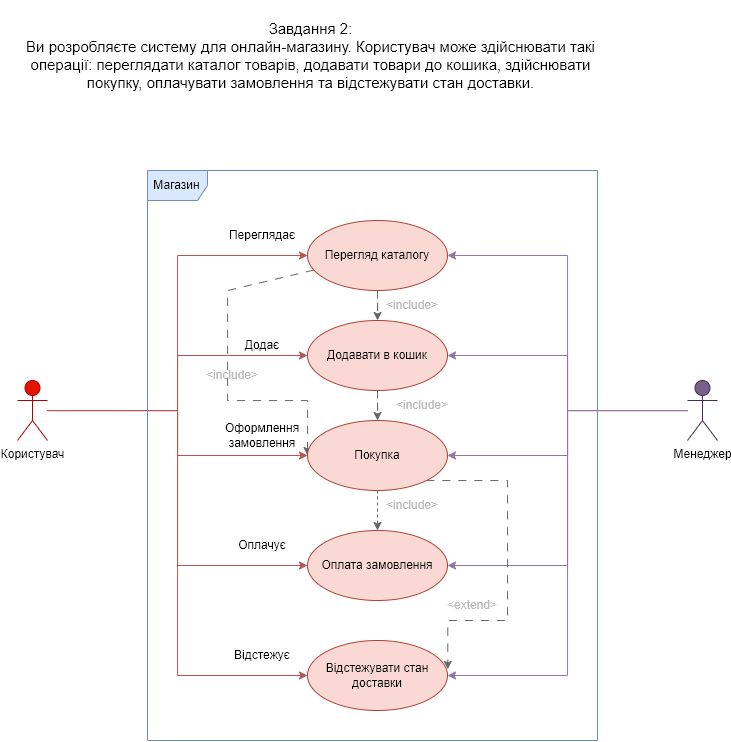 Завдання 2:
Ви розробляєте систему для онлайн-магазину. Користувач може здійснювати такі
операції: переглядати каталог товарів, додавати товари до кошика, здійснювати
покупку, оплачувати замовлення та відстежувати стан доставки.
Магазин
Переглядає
Перегляд каталогу
<include>
Додає
Додавати в кошик
<include>
<include>
Оформлення
замовлення
Покупка
Користувач
Менеджер
<include>
Оплачує
Оплата замовлення
<extend>
Відстежує
Відстежувати стан
доставки